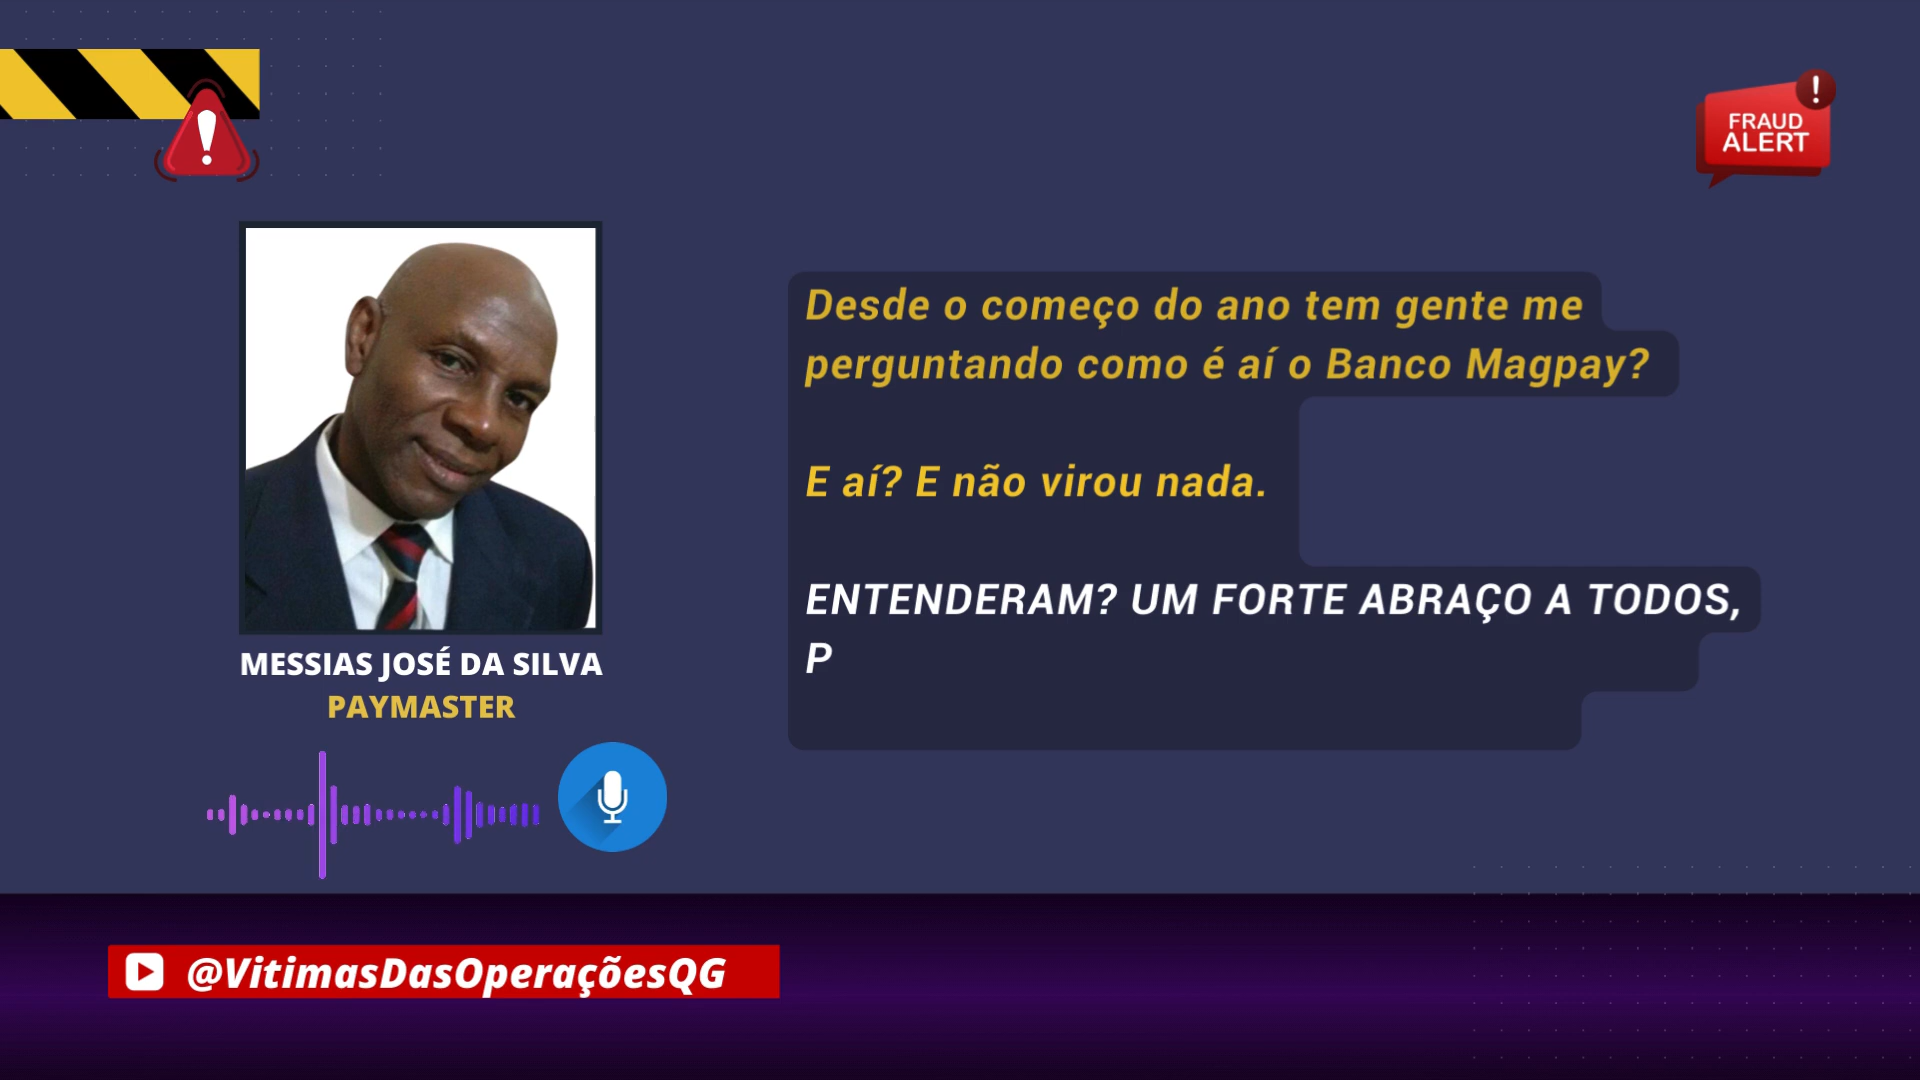 FRAUD
ALERT
Desde o começo do ano tem gente me
perguntando como é aí o Banco Magpay?
E aí? E não virou nada.
ENTENDERAM? UM FORTE ABRAÇO A TODOS,
P
MESSIAS JOSÉ DA SILVA
PAYMASTER
@VitimasDasOperaçõesQG